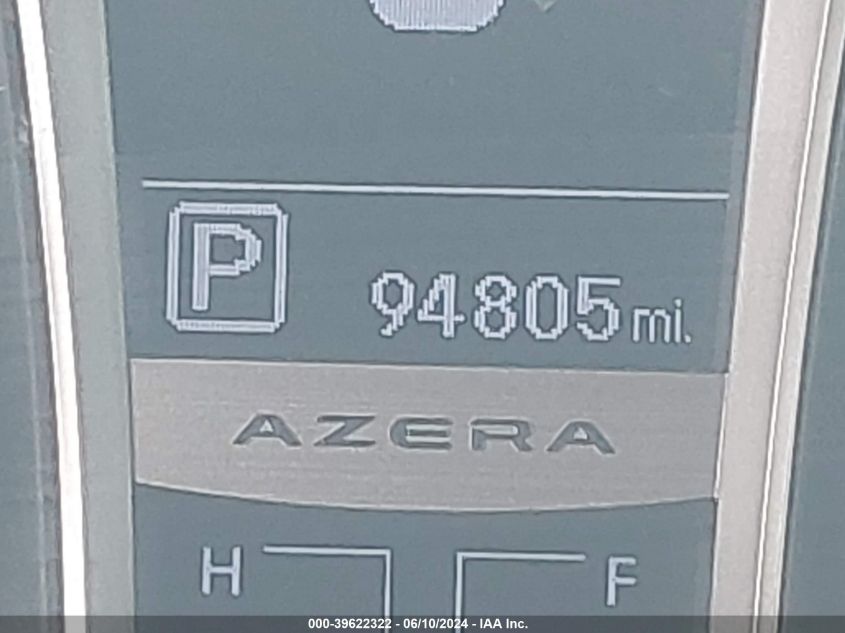 P
94805 mi.
AZERA
H F
000-39622322 - 06/10/2024 - IAA Inc.